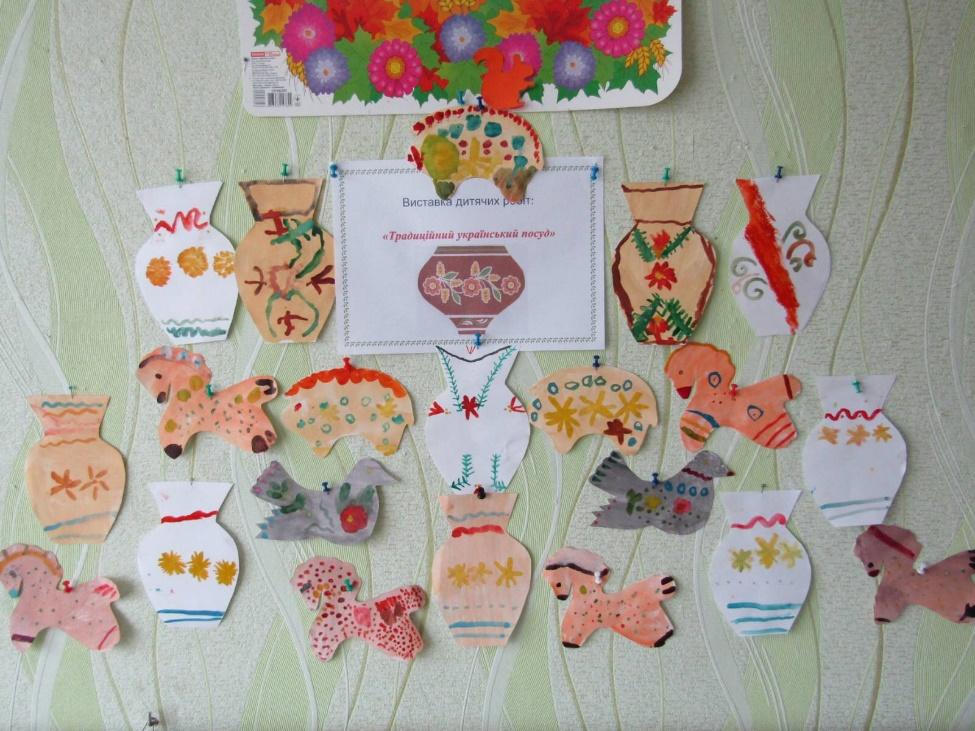 Виставка дитячих робіт:
«Традиційний український посуд»